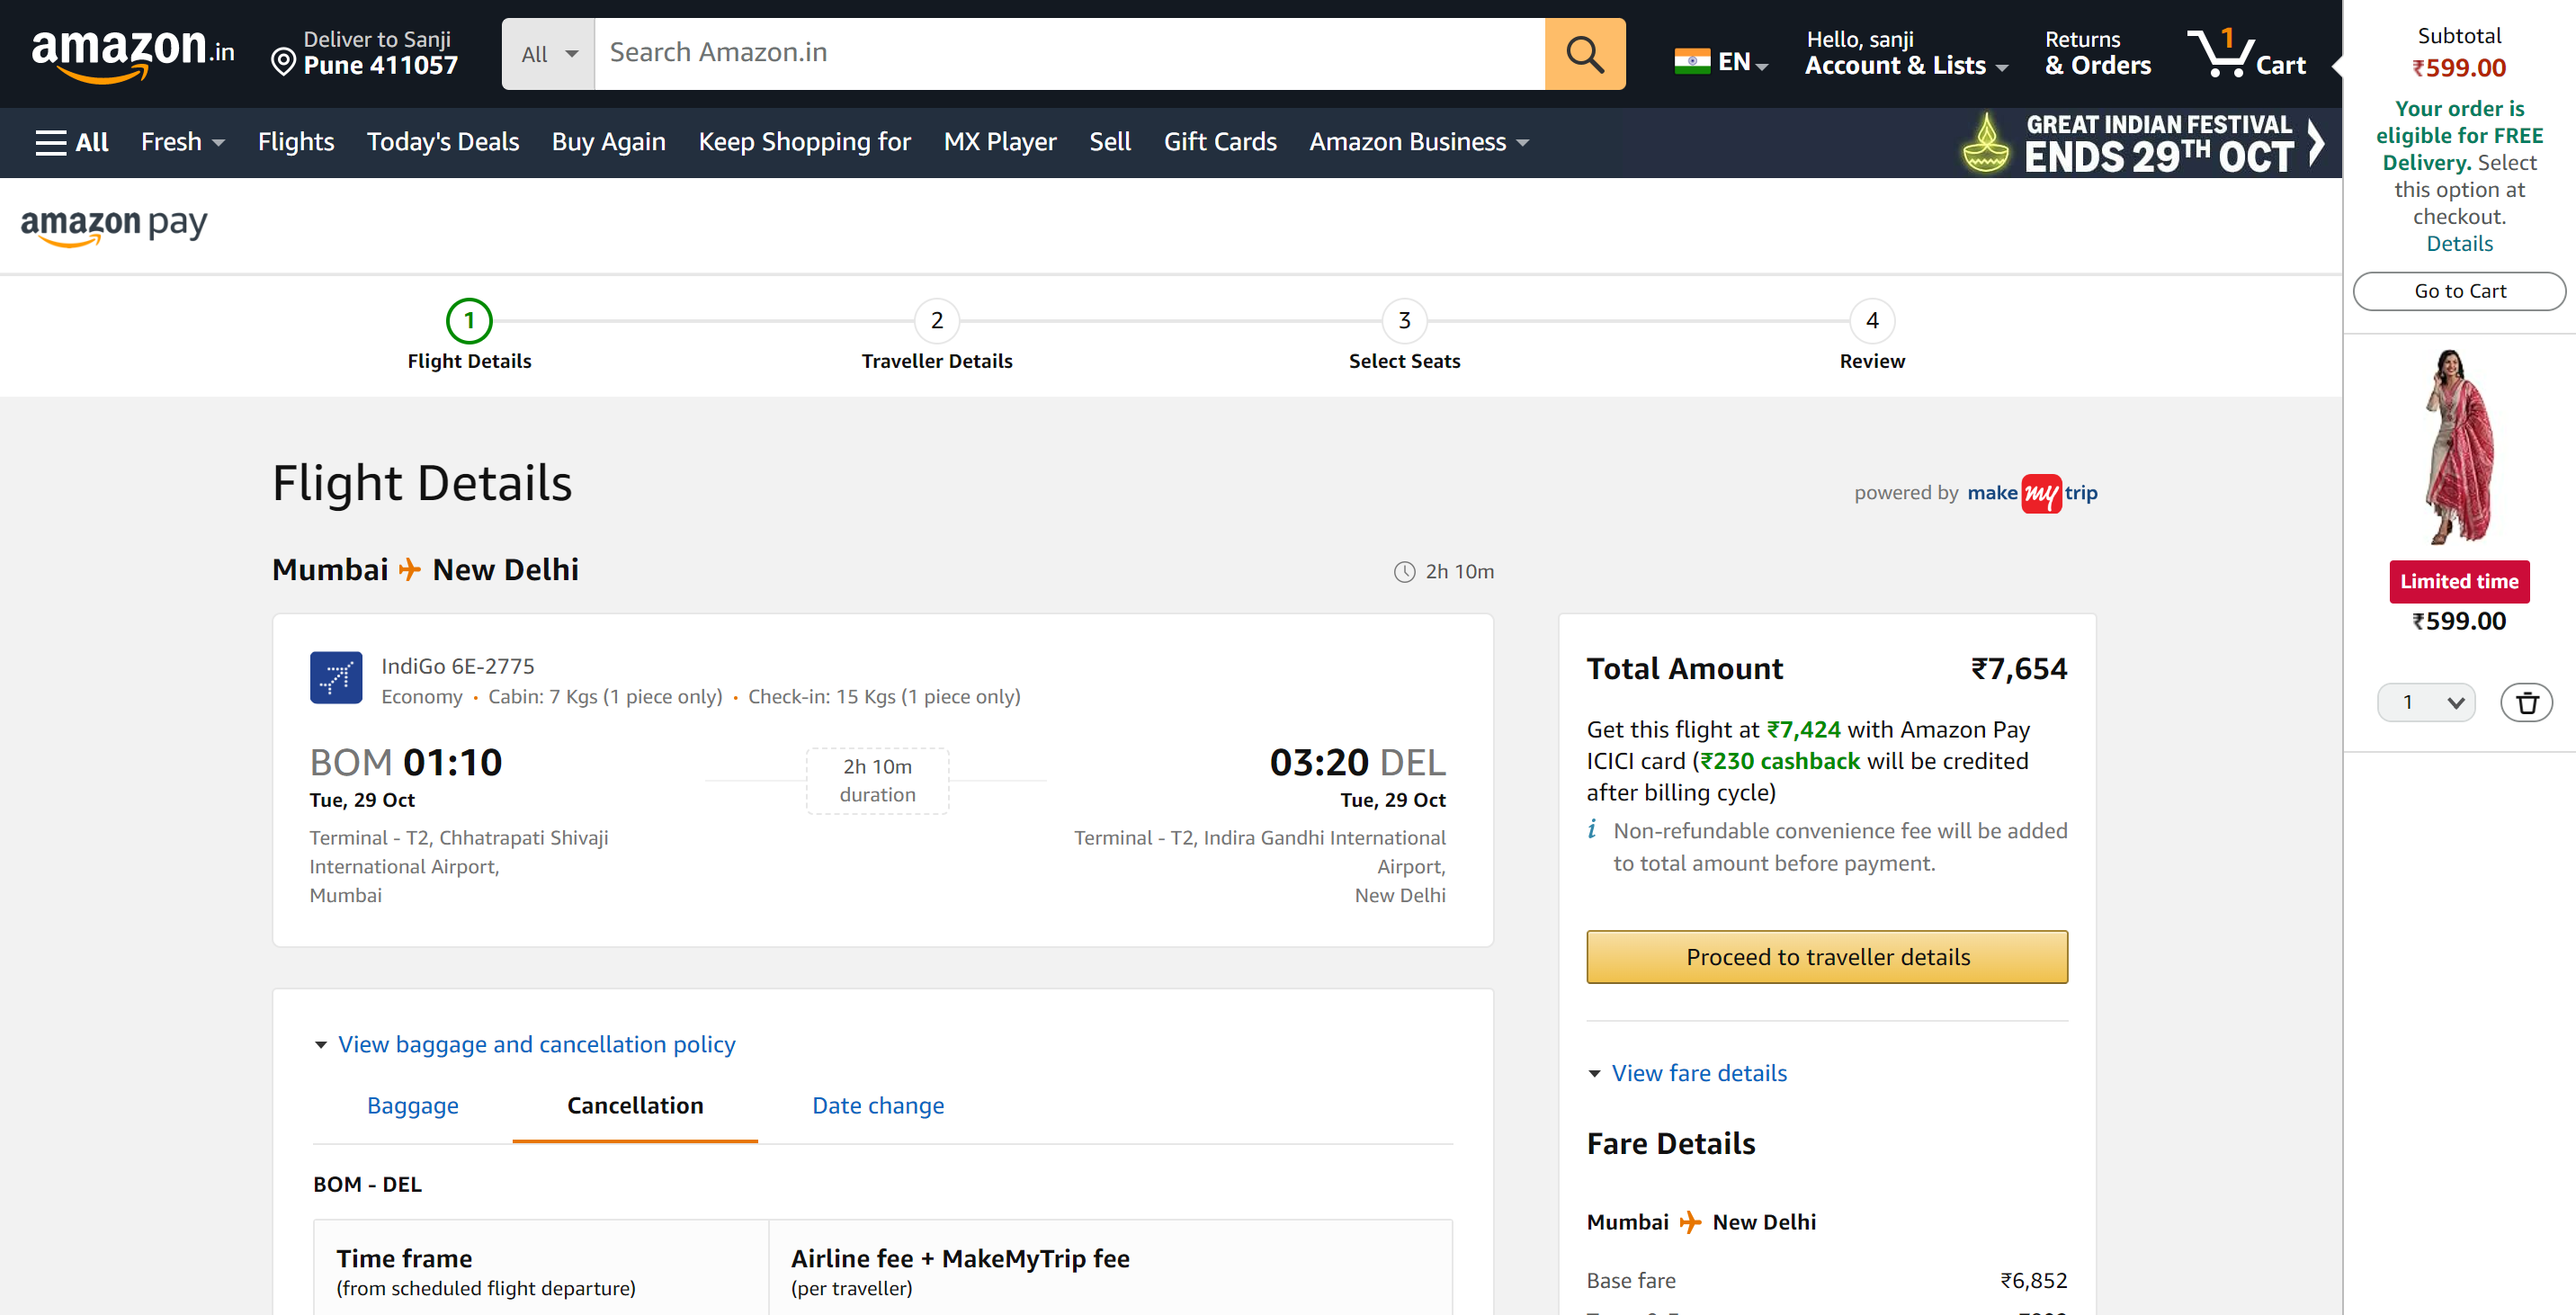 amazon.in
Deliver to Sanji
Pune 411057
All
Search Amazon.in
EN
Hello, sanji
Account & Lists
Returns
& Orders
1
Cart
All
Fresh
Flights
Today's Deals
Buy Again
Keep Shopping for
MX Player
Sell
Gift Cards
Amazon Business
GREAT INDIAN FESTIVAL
ENDS 29TH OCT
amazon pay
1
Flight Details
2
Traveller Details
3
Select Seats
4
Review
Flight Details
powered by make my trip
Mumbai New Delhi
2h 10m
IndiGo 6E-2775
Economy • Cabin: 7 Kgs (1 piece only) • Check-in: 15 Kgs (1 piece only)
BOM 01:10
Tue, 29 Oct
Terminal - T2, Chhatrapati Shivaji
International Airport,
Mumbai
2h 10m
duration
03:20 DEL
Tue, 29 Oct
Terminal - T2, Indira Gandhi International
Airport,
New Delhi
View baggage and cancellation policy
Baggage
Cancellation
Date change
BOM - DEL
Time frame
(from scheduled flight departure)
Airline fee + MakeMyTrip fee
(per traveller)
Total Amount ₹7,654
Get this flight at ₹7,424 with Amazon Pay
ICICI card (₹230 cashback will be credited
after billing cycle)
i Non-refundable convenience fee will be added
to total amount before payment.
Proceed to traveller details
View fare details
Fare Details
Mumbai New Delhi
Base fare ₹6,852
Subtotal
₹599.00
Your order is
eligible for FREE
Delivery. Select
this option at
checkout.
Details
Go to Cart
Limited time
₹599.00
1